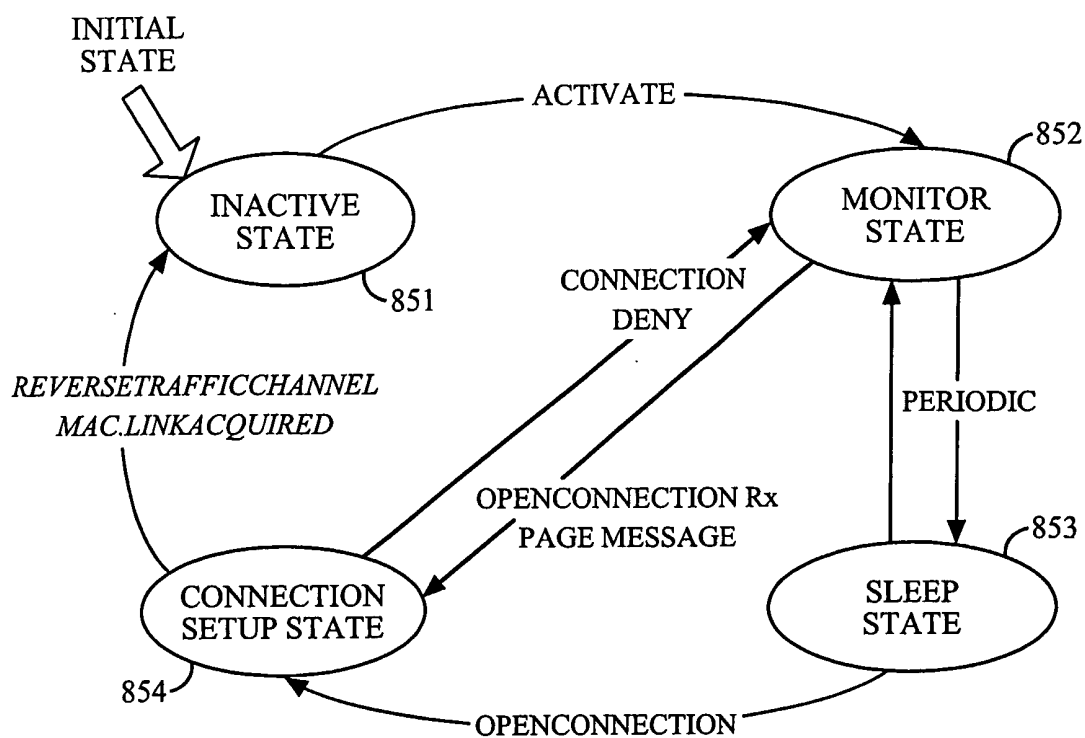 INITIAL
STATE
ACTIVATE
852
INACTIVE
STATE
MONITOR
STATE
851
CONNECTION
DENY
REVERSETRAFFICCHANNEL
MAC.LINKACQUIRED
PERIODIC
OPENCONNECTION Rx
PAGE MESSAGE
853
CONNECTION
SETUP STATE
SLEEP
STATE
854
OPENCONNECTION